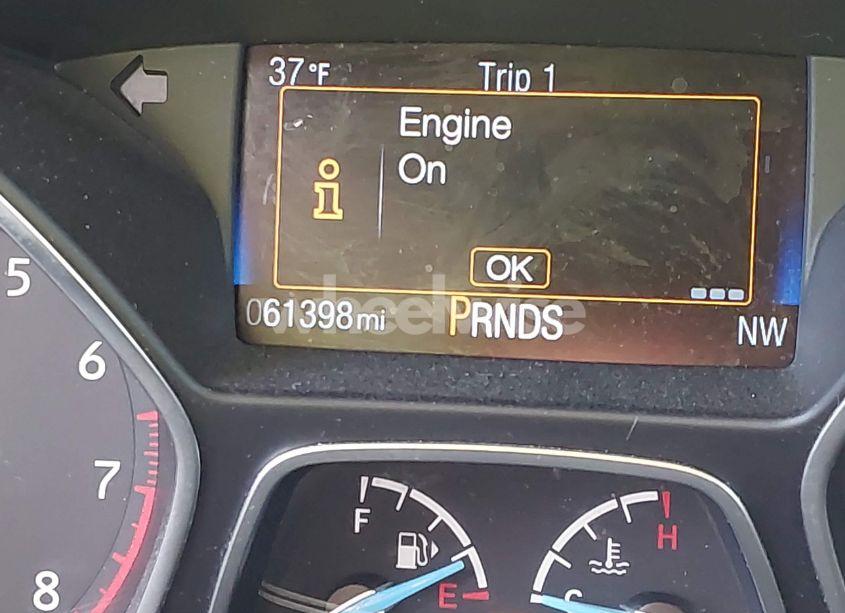 37°F Trip 1
Engine
On
OK
061398mi PRNDS NW
5
6
7
8
F
E
H
C